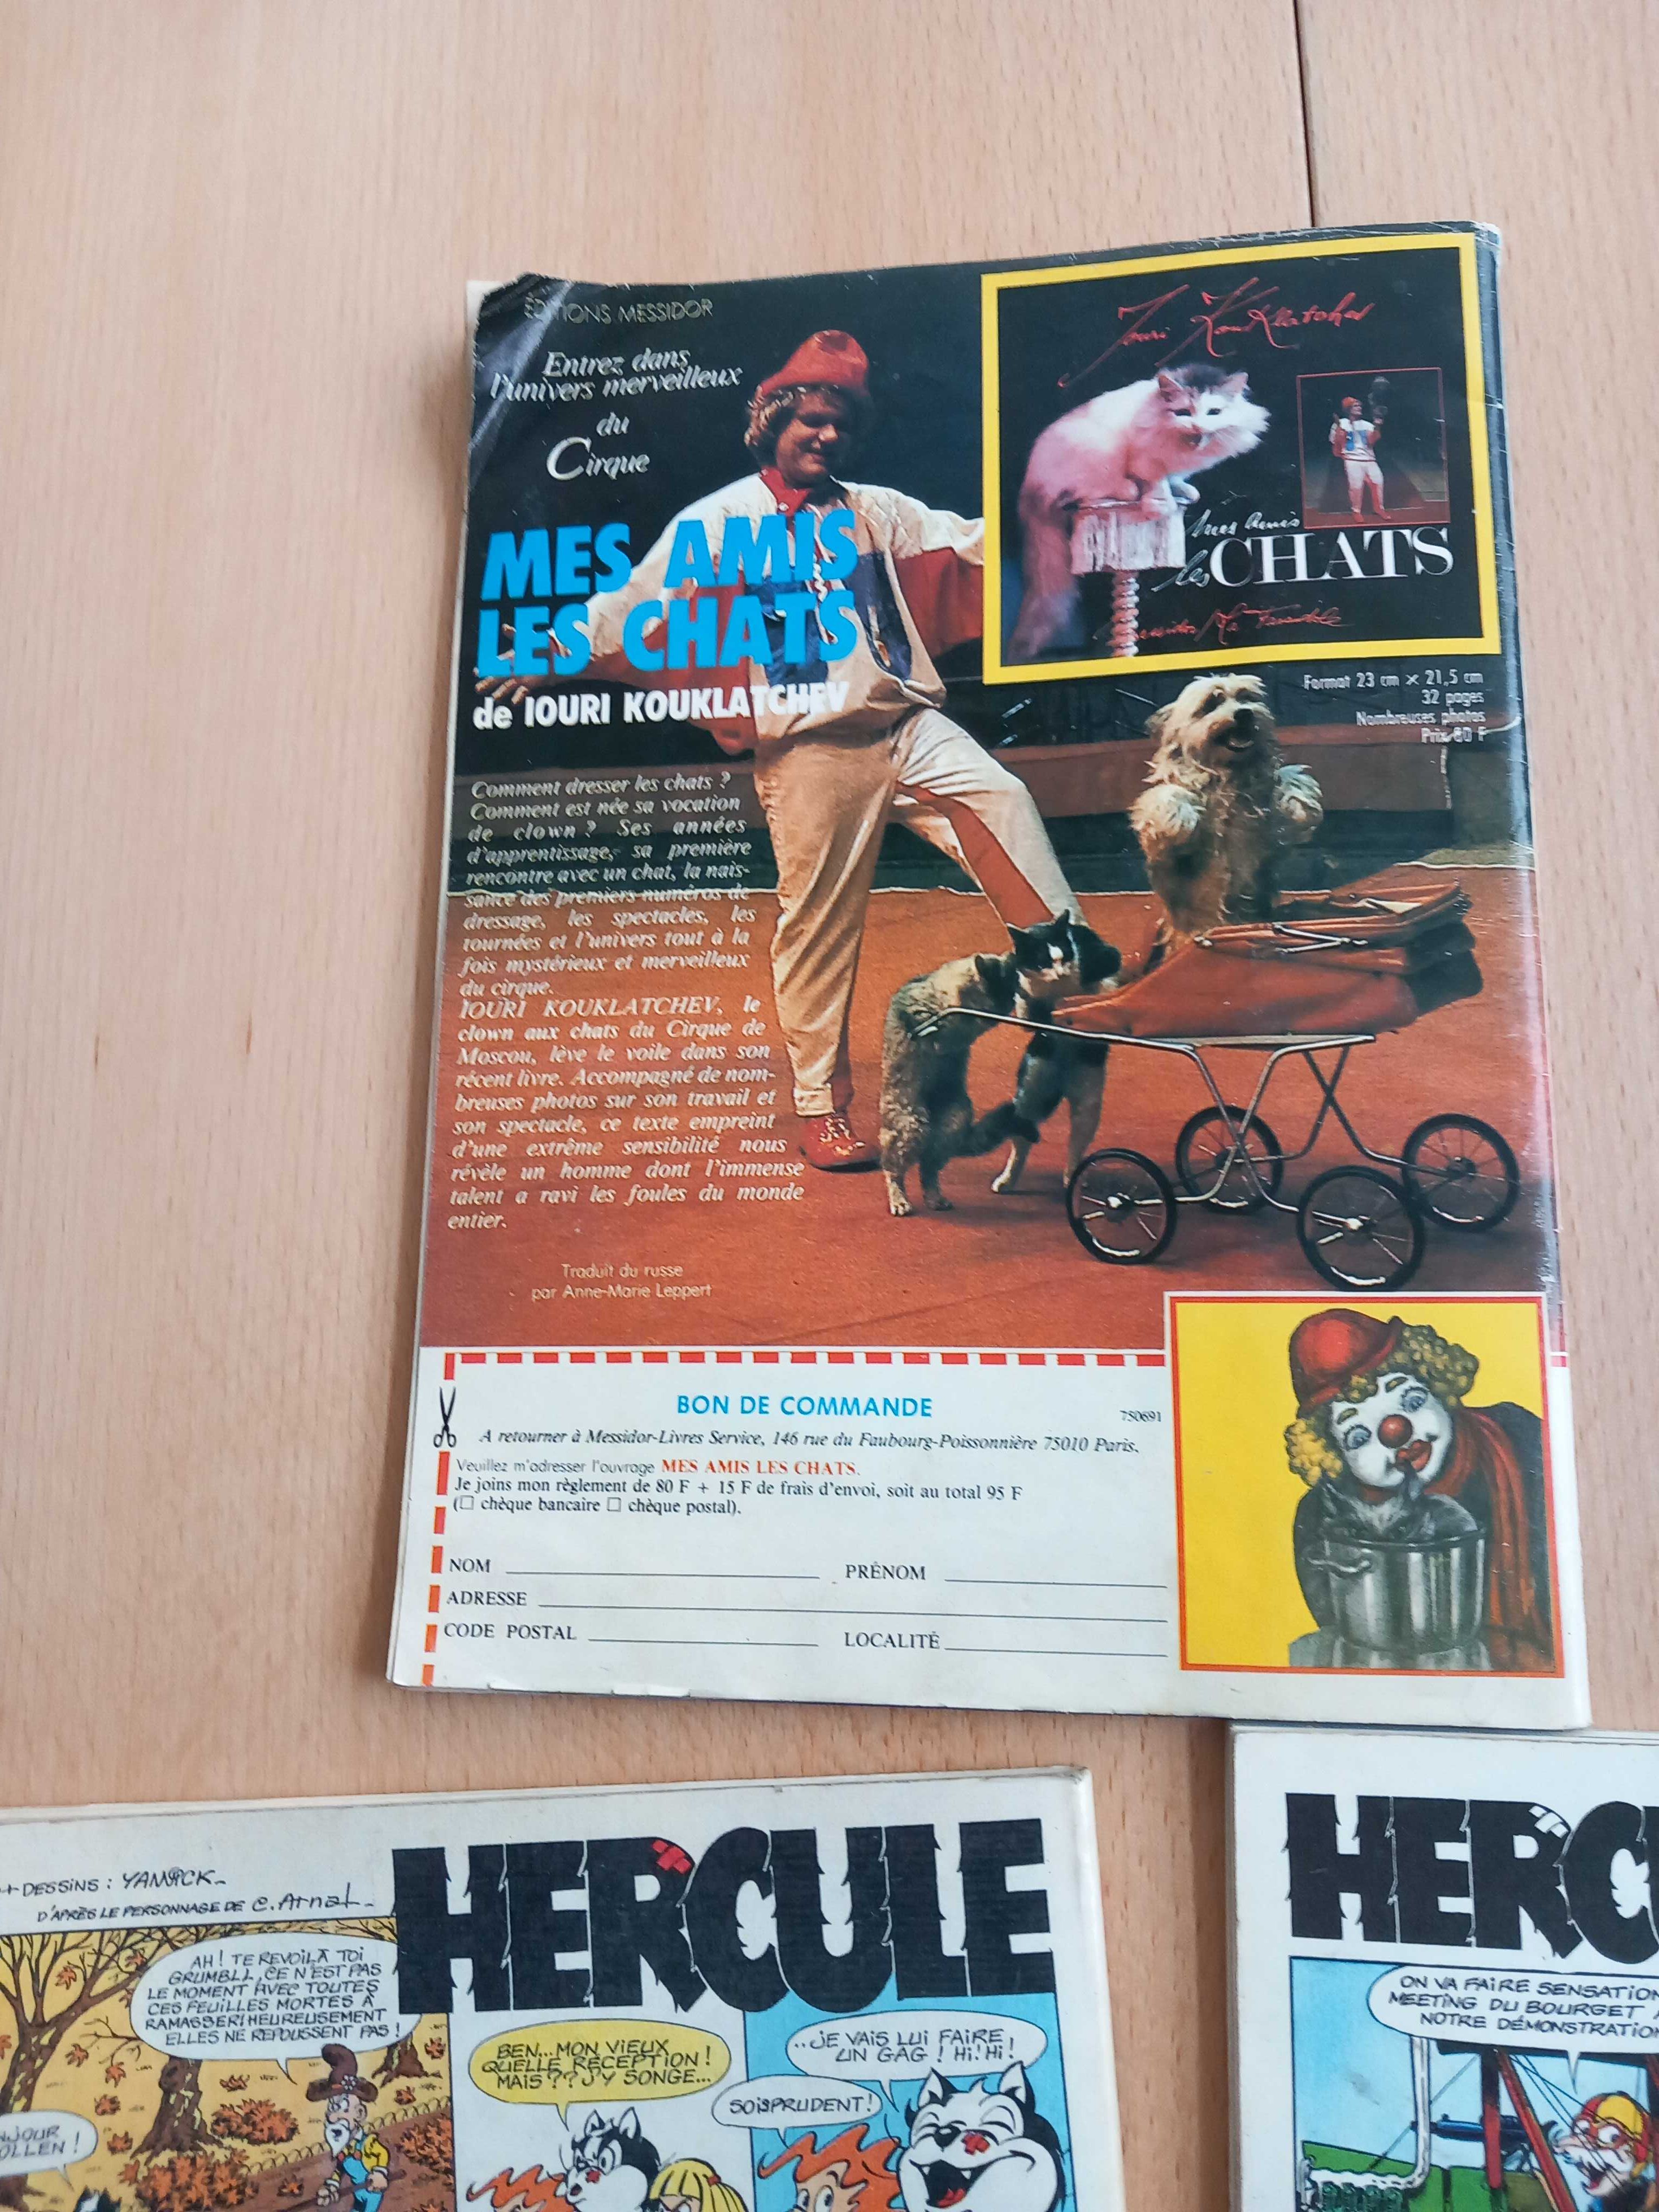 ÉDITIONS MESSIDOR
Entrez dans
l'univers merveilleux
du
Cirque
MES AMIS
LES CHATS
de IOURI KOUKLATCHEV
Iouri Kouklatchev
Mes Amis
les CHATS
Format 23 cm × 21,5 cm
32 pages
Nombreuses photos
Prix 80 F
Comment dresser les chats ?
Comment est née sa vocation
de clown ? Ses années
d'apprentissage, sa première
rencontre avec un chat, la nais-
sance des premiers numéros de
dressage, les spectacles, les
tournées et l'univers tout à la
fois mystérieux et merveilleux
du cirque.
IOURI KOUKLATCHEV, le
clown aux chats du Cirque de
Moscou, lève le voile dans son
récent livre. Accompagné de nom-
breuses photos sur son travail et
son spectacle, ce texte empreint
d'une extrême sensibilité nous
révèle un homme dont l'immense
talent a ravi les foules du monde
entier.
Traduit du russe
par Anne-Marie Leppert
BON DE COMMANDE
750691
A retourner à Messidor-Livres Service, 146 rue du Faubourg-Poissonnière 75010 Paris.
Veuillez m'adresser l'ouvrage MES AMIS LES CHATS.
Je joins mon règlement de 80 F + 15 F de frais d'envoi, soit au total 95 F
(☐ chèque bancaire ☐ chèque postal).
NOM PRÉNOM
ADRESSE
CODE POSTAL LOCALITÉ
+ DESSINS : YANNICK
D'APRÈS LE PERSONNAGE DE C. Arnal
HERCULE
AH ! TE REVOILÀ TOI
GRUMBLL, CE N'EST PAS
LE MOMENT AVEC TOUTES
CES FEUILLES MORTES À
RAMASSER ! HEUREUSEMENT
ELLES NE REPOUSSENT PAS !
NJOUR
OLLEN !
BEN... MON VIEUX
QUELLE RÉCEPTION !
MAIS ?? J'Y SONGE...
...JE VAIS LUI FAIRE
UN GAG ! HI ! HI !
SOIS PRUDENT !
HERC
ON VA FAIRE SENSATION
MEETING DU BOURGET
NOTRE DÉMONSTRATION